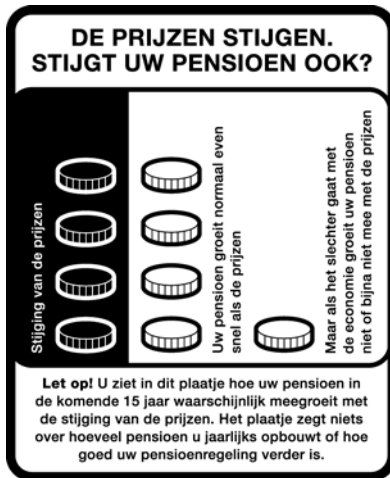 DE PRIJZEN STIJGEN.
STIJGT UW PENSIOEN OOK?
Stijging van de prijzen
Uw pensioen groeit normaal even
snel als de prijzen
Maar als het slechter gaat met
de economie groeit uw pensioen
niet of bijna niet mee met de prijzen
Let op! U ziet in dit plaatje hoe uw pensioen in
de komende 15 jaar waarschijnlijk meegroeit met
de stijging van de prijzen. Het plaatje zegt niets
over hoeveel pensioen u jaarlijks opbouwt of hoe
goed uw pensioenregeling verder is.